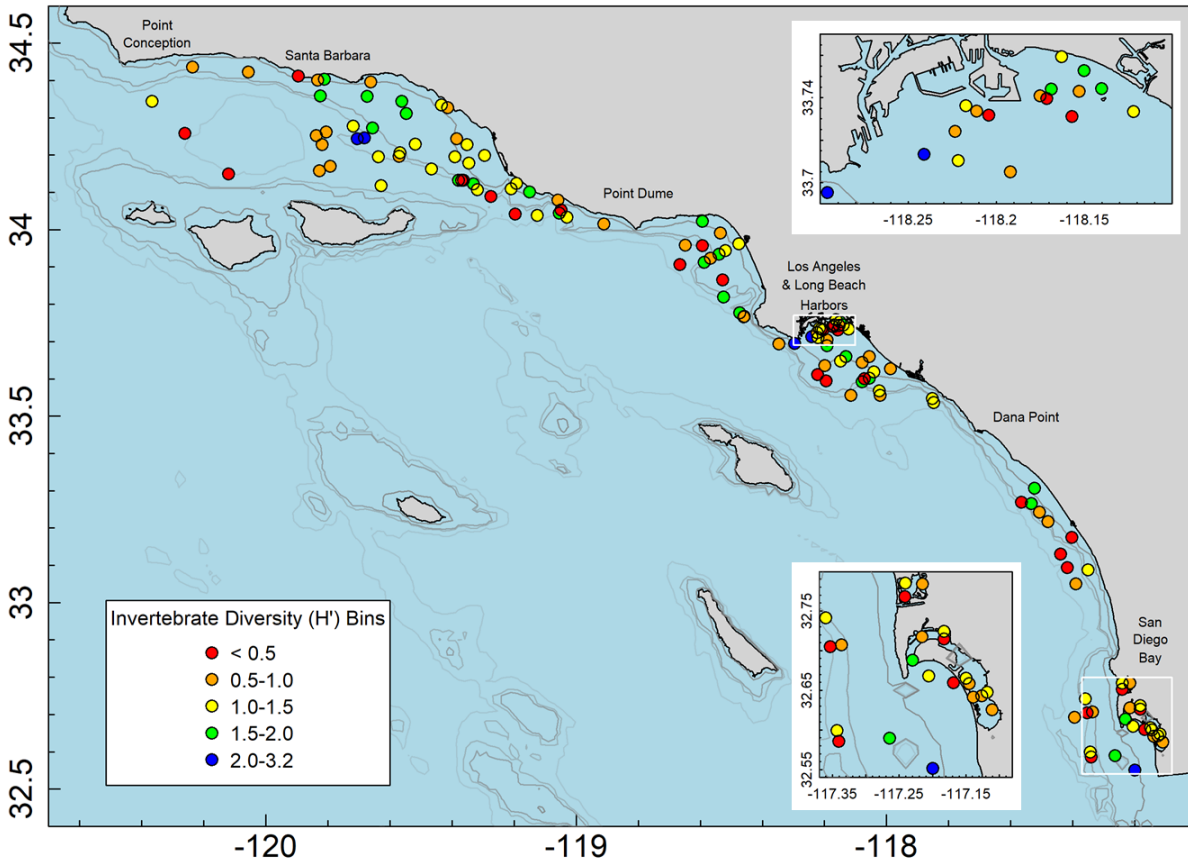 34.5
34
33.5
33
32.5
-120
-119
-118
Point
Conception
Santa Barbara
Point Dume
Los Angeles
& Long Beach
Harbors
Dana Point
San
Diego
Bay
33.74
33.7
-118.25
-118.2
-118.15
32.75
32.65
32.55
-117.35
-117.25
-117.15
Invertebrate Diversity (H') Bins
< 0.5
0.5-1.0
1.0-1.5
1.5-2.0
2.0-3.2